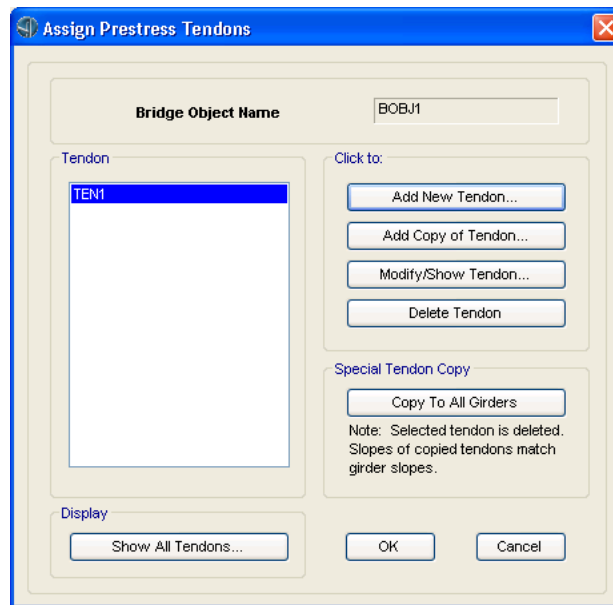 Assign Prestress Tendons
Bridge Object Name
BOBJ1
Tendon
TEN1
Click to:
Add New Tendon...
Add Copy of Tendon...
Modify/Show Tendon...
Delete Tendon
Special Tendon Copy
Copy To All Girders
Note: Selected tendon is deleted.
Slopes of copied tendons match
girder slopes.
Display
Show All Tendons...
OK
Cancel